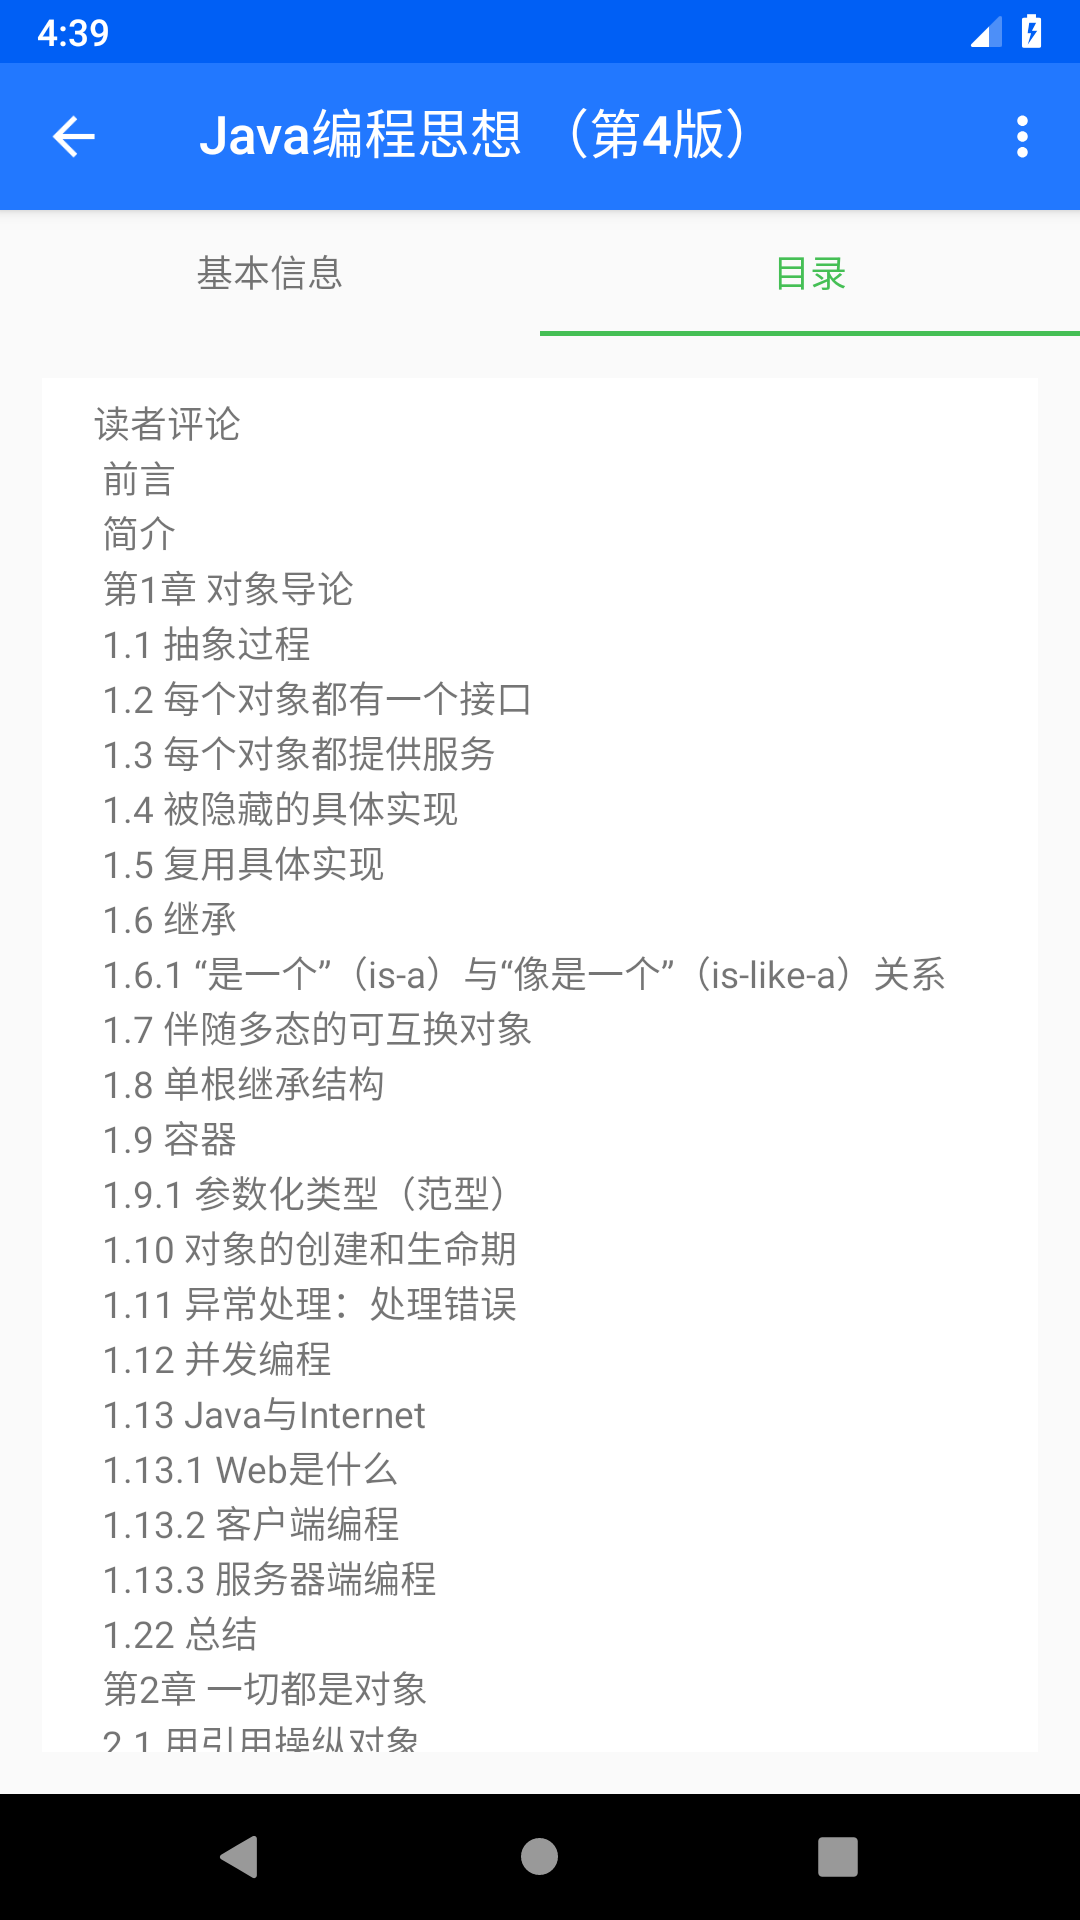 4:39
Java编程思想 （第4版）
基本信息
目录
读者评论
前言
简介
第1章 对象导论
1.1 抽象过程
1.2 每个对象都有一个接口
1.3 每个对象都提供服务
1.4 被隐藏的具体实现
1.5 复用具体实现
1.6 继承
1.6.1 “是一个”（is-a）与“像是一个”（is-like-a）关系
1.7 伴随多态的可互换对象
1.8 单根继承结构
1.9 容器
1.9.1 参数化类型（范型）
1.10 对象的创建和生命期
1.11 异常处理：处理错误
1.12 并发编程
1.13 Java与Internet
1.13.1 Web是什么
1.13.2 客户端编程
1.13.3 服务器端编程
1.22 总结
第2章 一切都是对象
2.1 用引用操纵对象